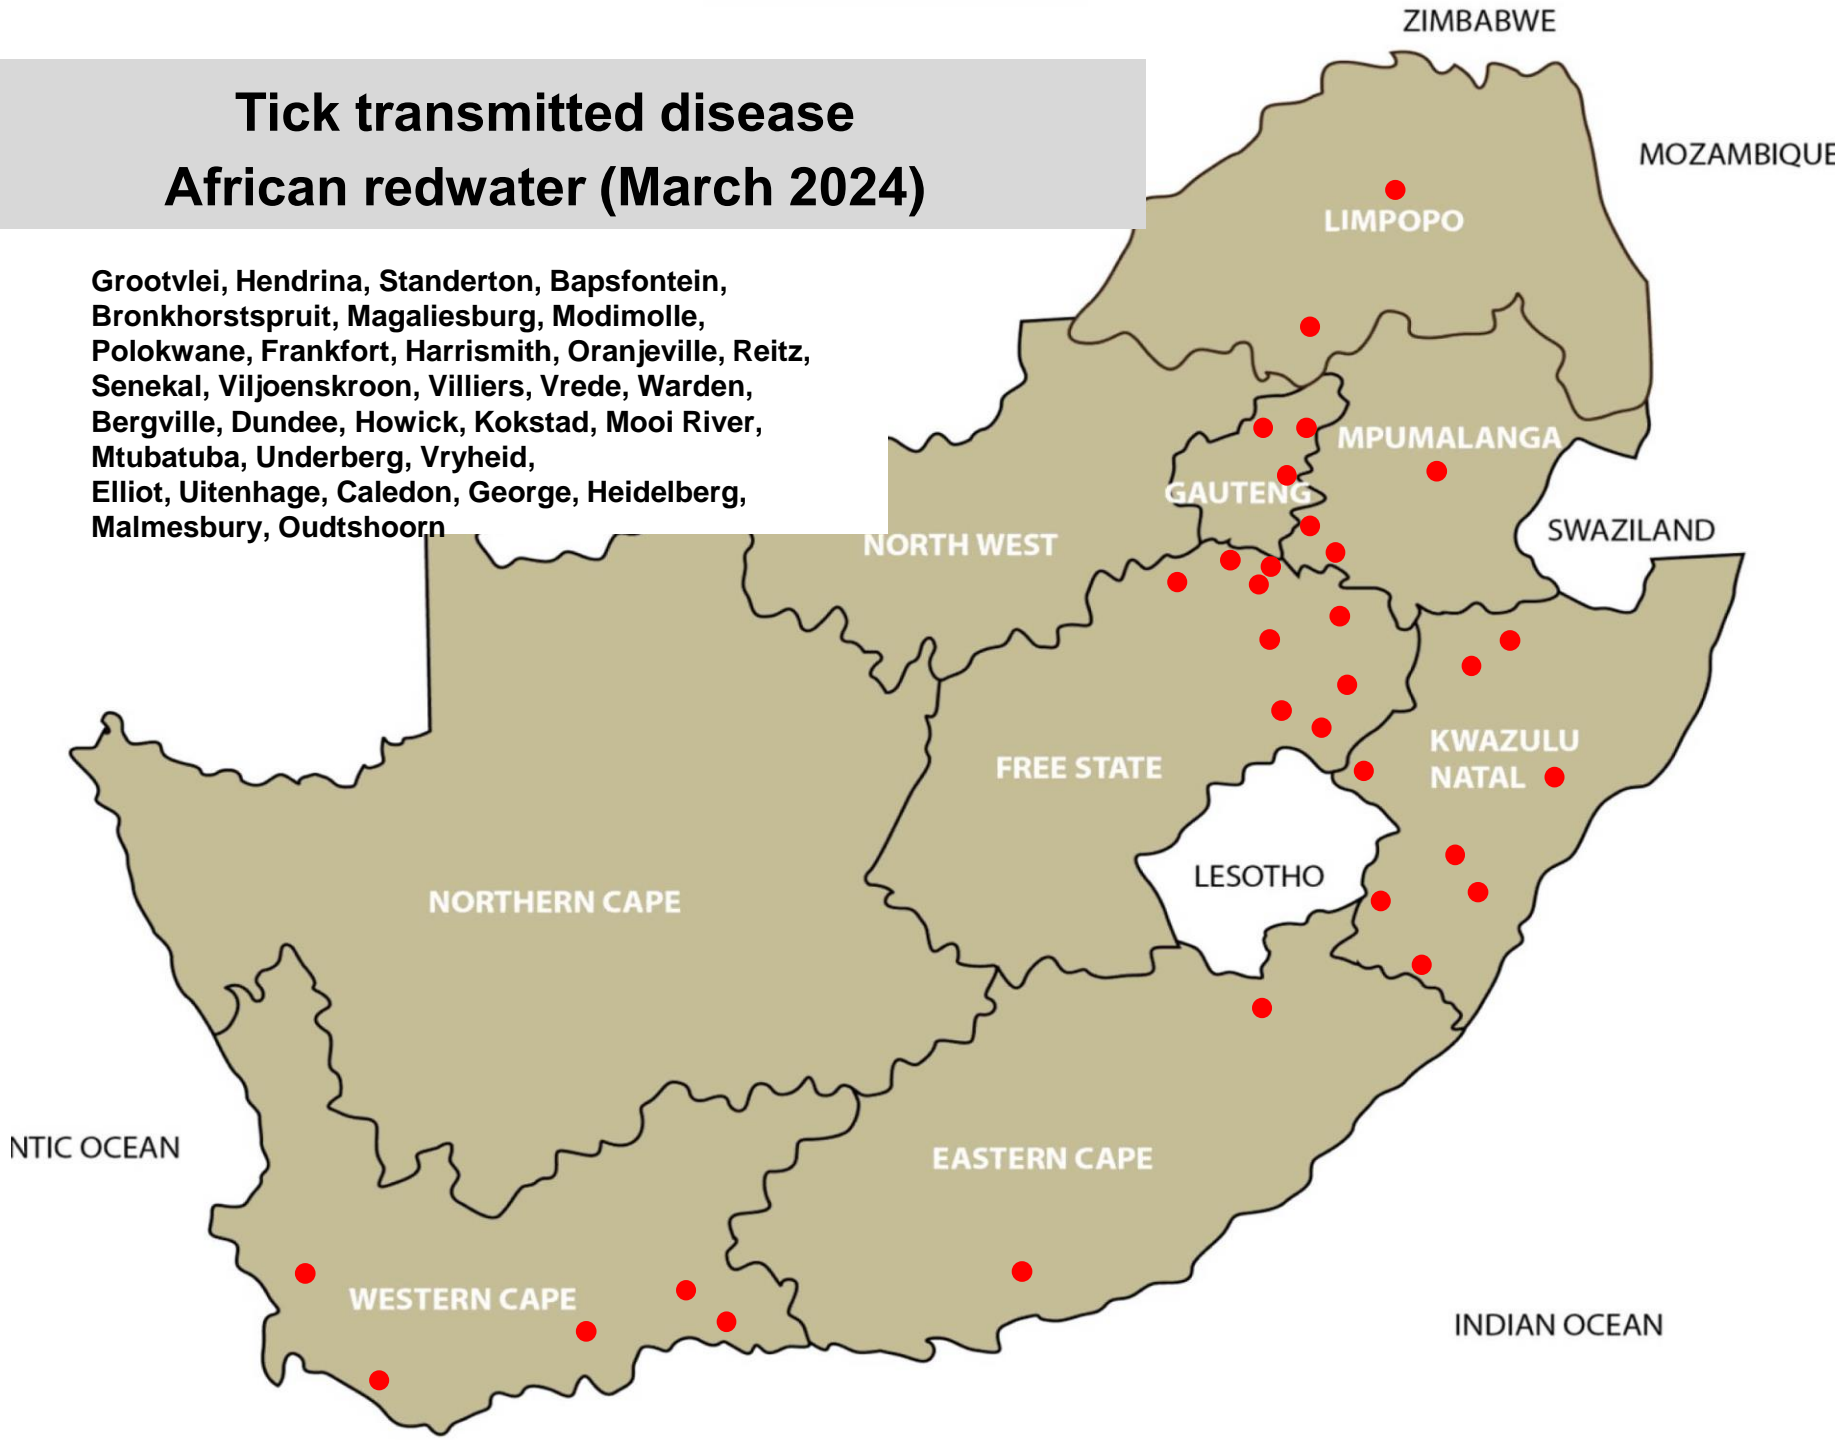 ZIMBABWE
Tick transmitted disease
African redwater (March 2024)
MOZAMBIQUE
LIMPOPO
Grootvlei, Hendrina, Standerton, Bapsfontein,
Bronkhorstspruit, Magaliesburg, Modimolle,
Polokwane, Frankfort, Harrismith, Oranjeville, Reitz,
Senekal, Viljoenskroon, Villiers, Vrede, Warden,
Bergville, Dundee, Howick, Kokstad, Mooi River,
Mtubatuba, Underberg, Vryheid,
Elliot, Uitenhage, Caledon, George, Heidelberg,
Malmesbury, Oudtshoorn
MPUMALANGA
GAUTENG
SWAZILAND
NORTH WEST
KWAZULU
NATAL
FREE STATE
LESOTHO
NORTHERN CAPE
NTIC OCEAN
EASTERN CAPE
WESTERN CAPE
INDIAN OCEAN